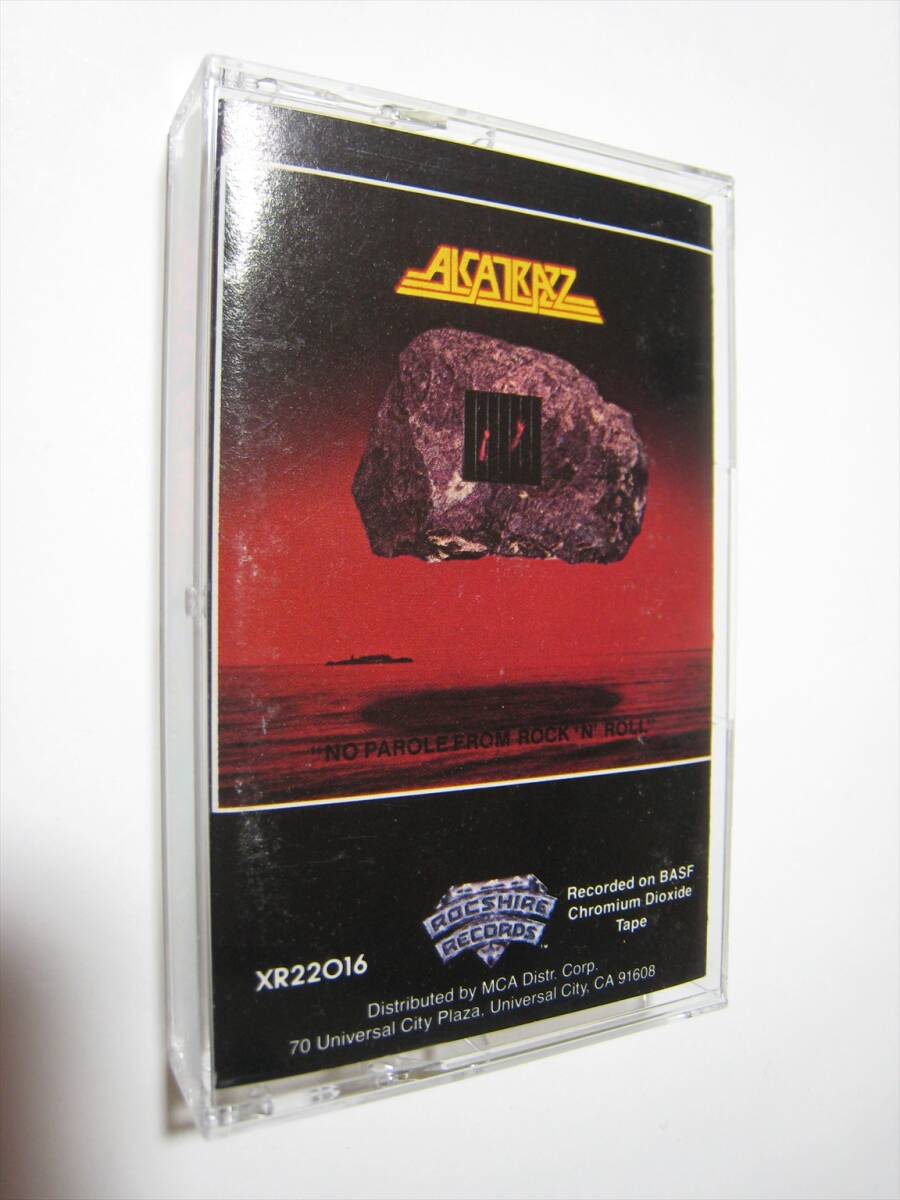 ALCATRAZZ
"NO PAROLE FROM ROCK 'N' ROLL"
ROCSHIRE
RECORDS™
Recorded on BASF
Chromium Dioxide
Tape
XR22016
Distributed by MCA Distr. Corp.
70 Universal City Plaza, Universal City, CA 91608